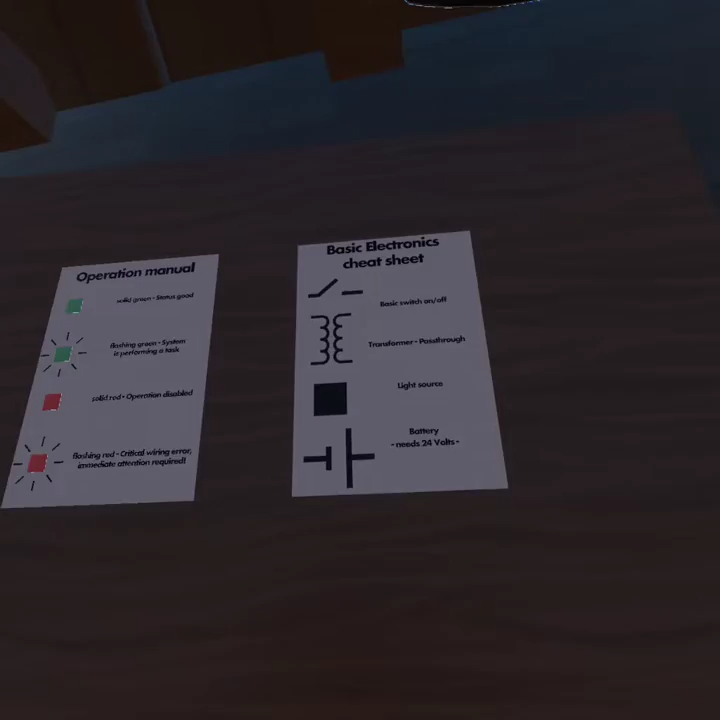 Operation manual
solid green - Status good
flashing green - System
is performing a task
solid red - Operation disabled
flashing red - Critical wiring error,
immediate attention required!
Basic Electronics
cheat sheet
Basic switch on/off
Transformer - Passthrough
Light source
Battery
- needs 24 Volts -